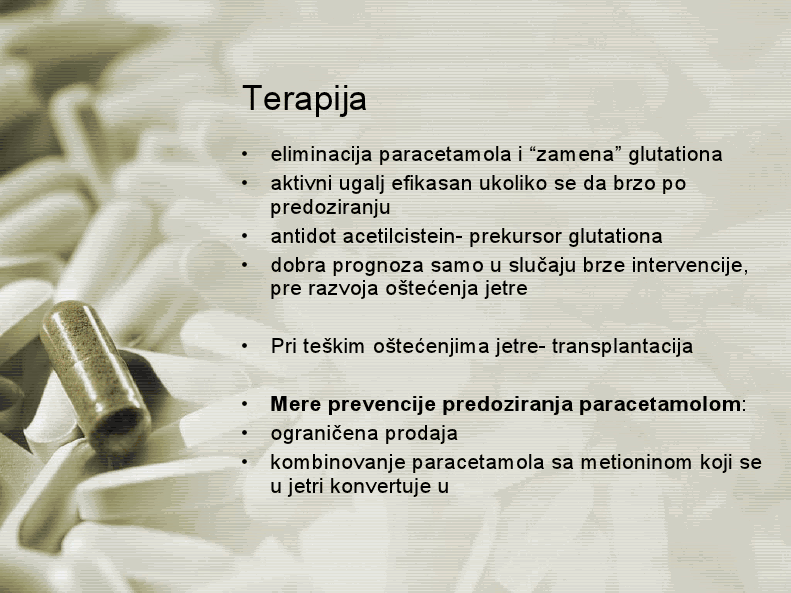 Terapija
• eliminacija paracetamola i “zamena” glutationa
• aktivni ugalj efikasan ukoliko se da brzo po
predoziranju
• antidot acetilcistein- prekursor glutationa
• dobra prognoza samo u slučaju brze intervencije,
pre razvoja oštećenja jetre
• Pri teškim oštećenjima jetre- transplantacija
• Mere prevencije predoziranja paracetamolom:
• ograničena prodaja
• kombinovanje paracetamola sa metioninom koji se
u jetri konvertuje u